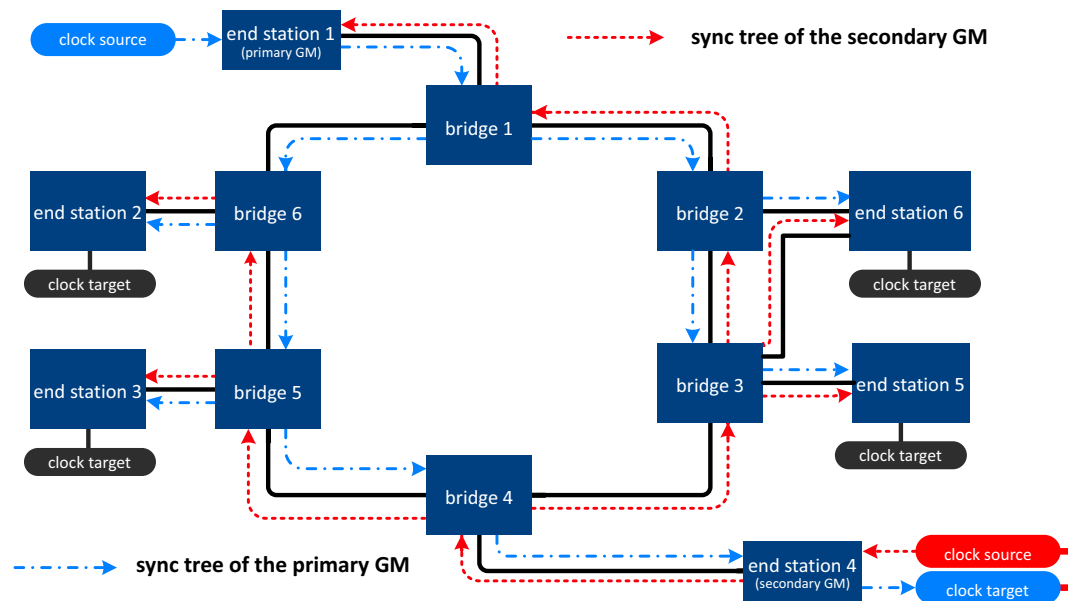 clock source
end station 1
(primary GM)
sync tree of the secondary GM
bridge 1
end station 2
bridge 6
bridge 2
end station 6
clock target
clock target
end station 3
bridge 5
bridge 3
end station 5
clock target
clock target
bridge 4
sync tree of the primary GM
end station 4
(secondary GM)
clock source
clock target